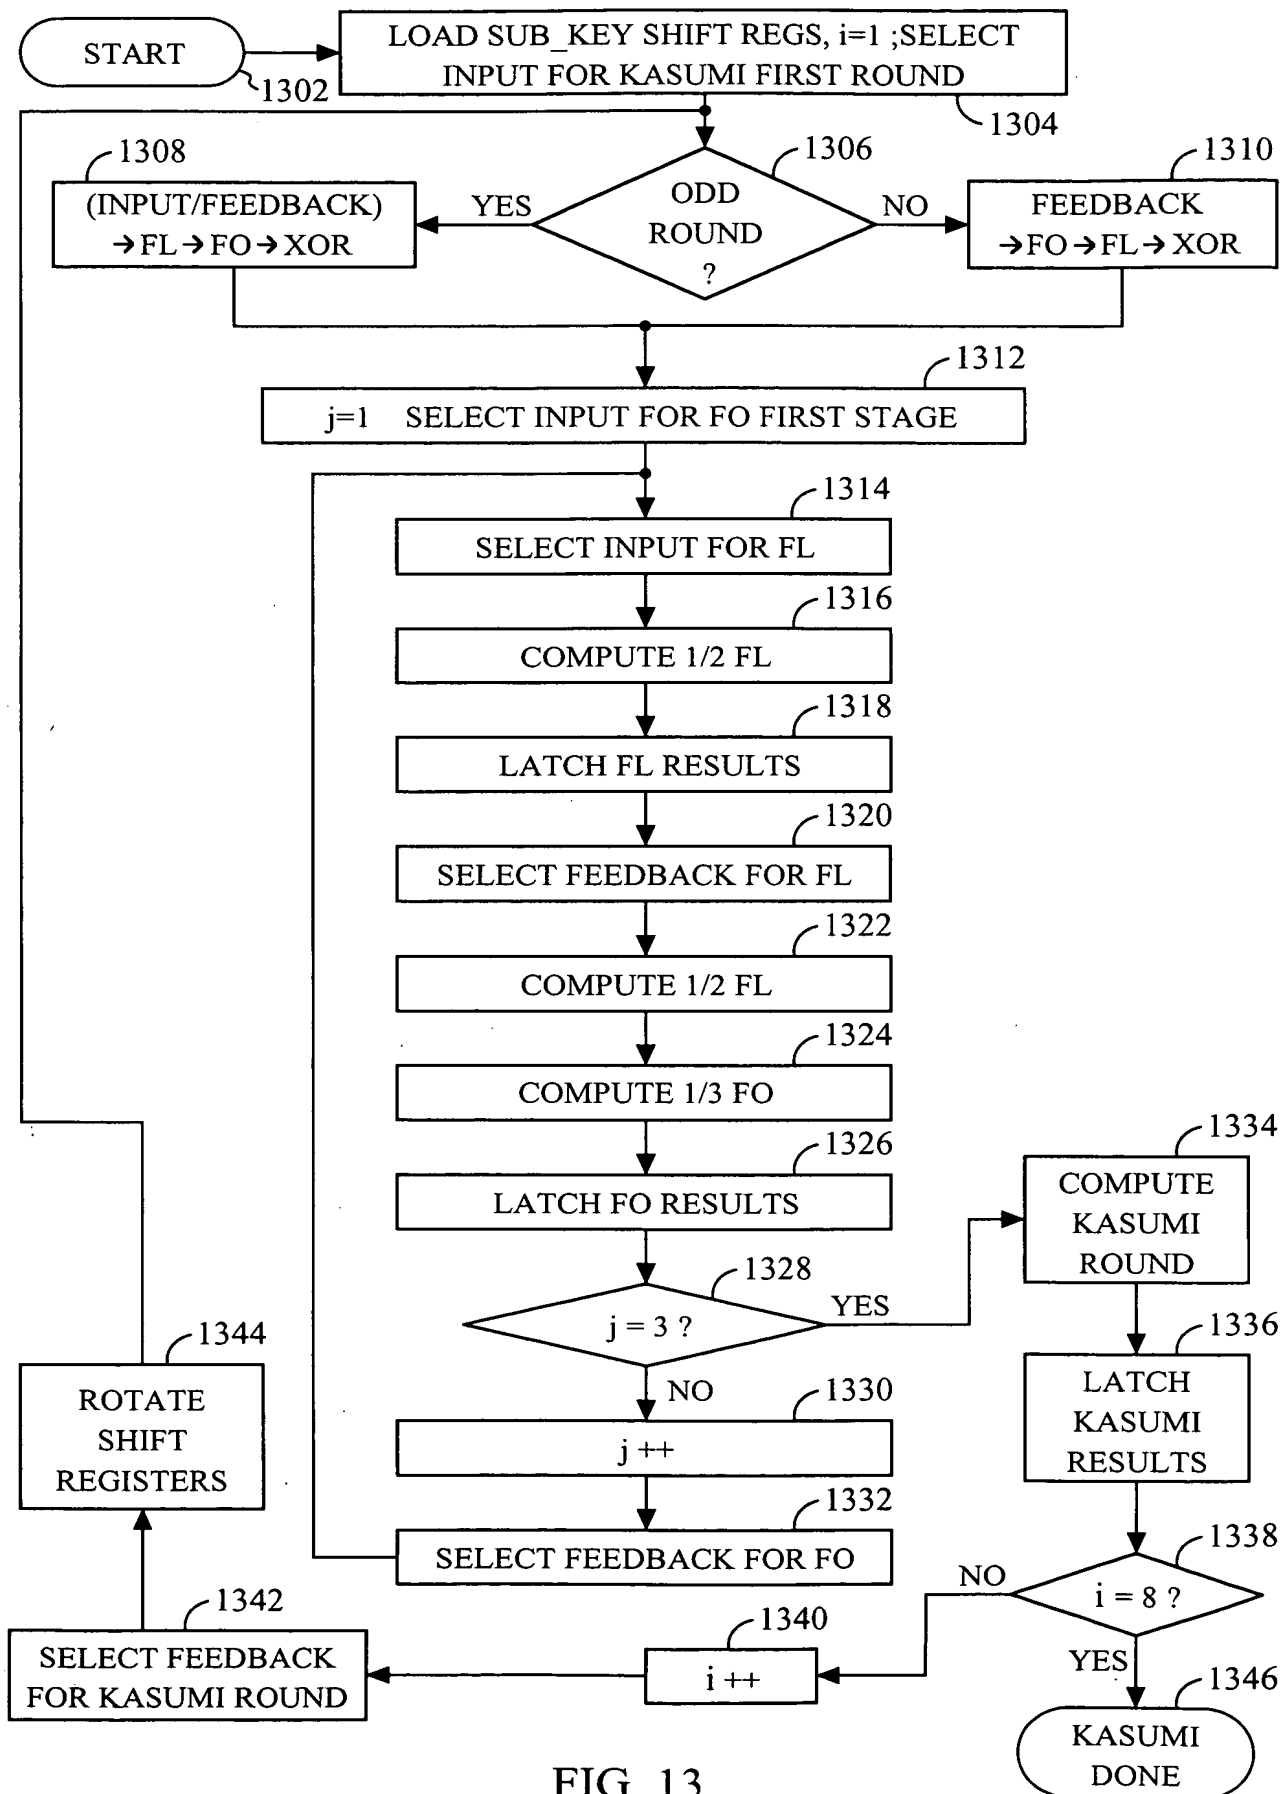 START
1302
LOAD SUB_KEY SHIFT REGS, i=1 ;SELECT
INPUT FOR KASUMI FIRST ROUND
1304
1306
ODD
ROUND
?
YES
NO
1308
(INPUT/FEEDBACK)
→FL→FO→XOR
1310
FEEDBACK
→FO→FL→XOR
1312
j=1 SELECT INPUT FOR FO FIRST STAGE
1314
SELECT INPUT FOR FL
1316
COMPUTE 1/2 FL
1318
LATCH FL RESULTS
1320
SELECT FEEDBACK FOR FL
1322
COMPUTE 1/2 FL
1324
COMPUTE 1/3 FO
1326
LATCH FO RESULTS
1328
j = 3 ?
YES
NO
1330
j ++
1332
SELECT FEEDBACK FOR FO
1334
COMPUTE
KASUMI
ROUND
1336
LATCH
KASUMI
RESULTS
1338
i = 8 ?
NO
YES
1340
i ++
1342
SELECT FEEDBACK
FOR KASUMI ROUND
1344
ROTATE
SHIFT
REGISTERS
1346
KASUMI
DONE
FIG. 13